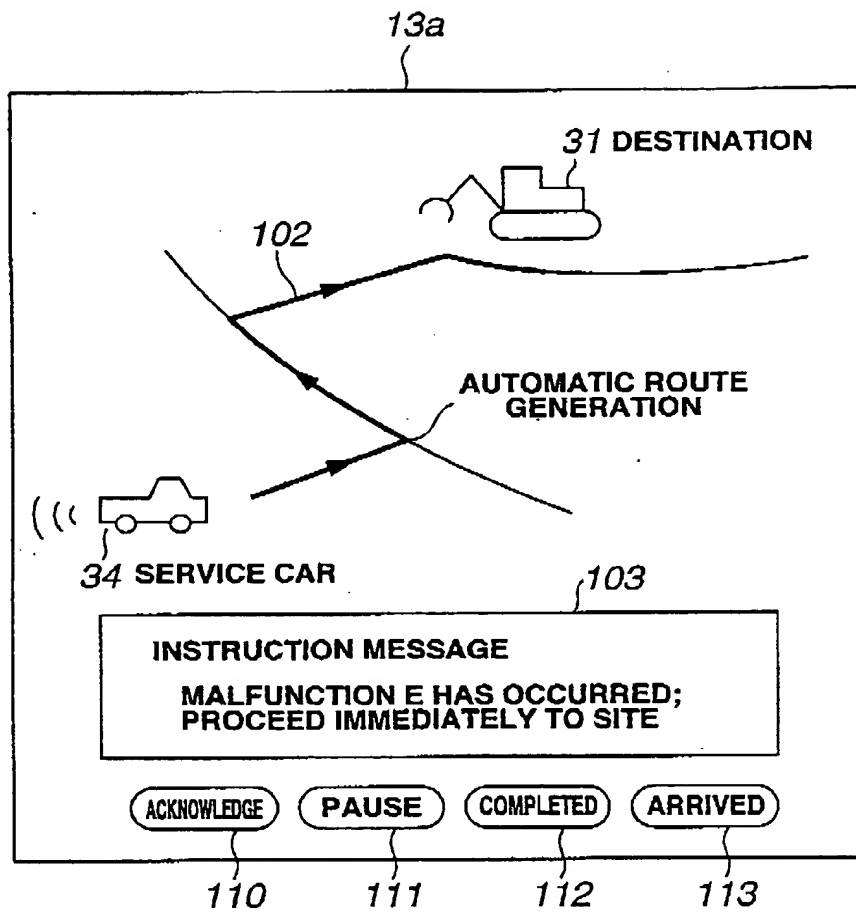 13a
31 DESTINATION
102
AUTOMATIC ROUTE
GENERATION
34 SERVICE CAR
103
INSTRUCTION MESSAGE
MALFUNCTION E HAS OCCURRED;
PROCEED IMMEDIATELY TO SITE
ACKNOWLEDGE PAUSE COMPLETED ARRIVED
110 111 112 113